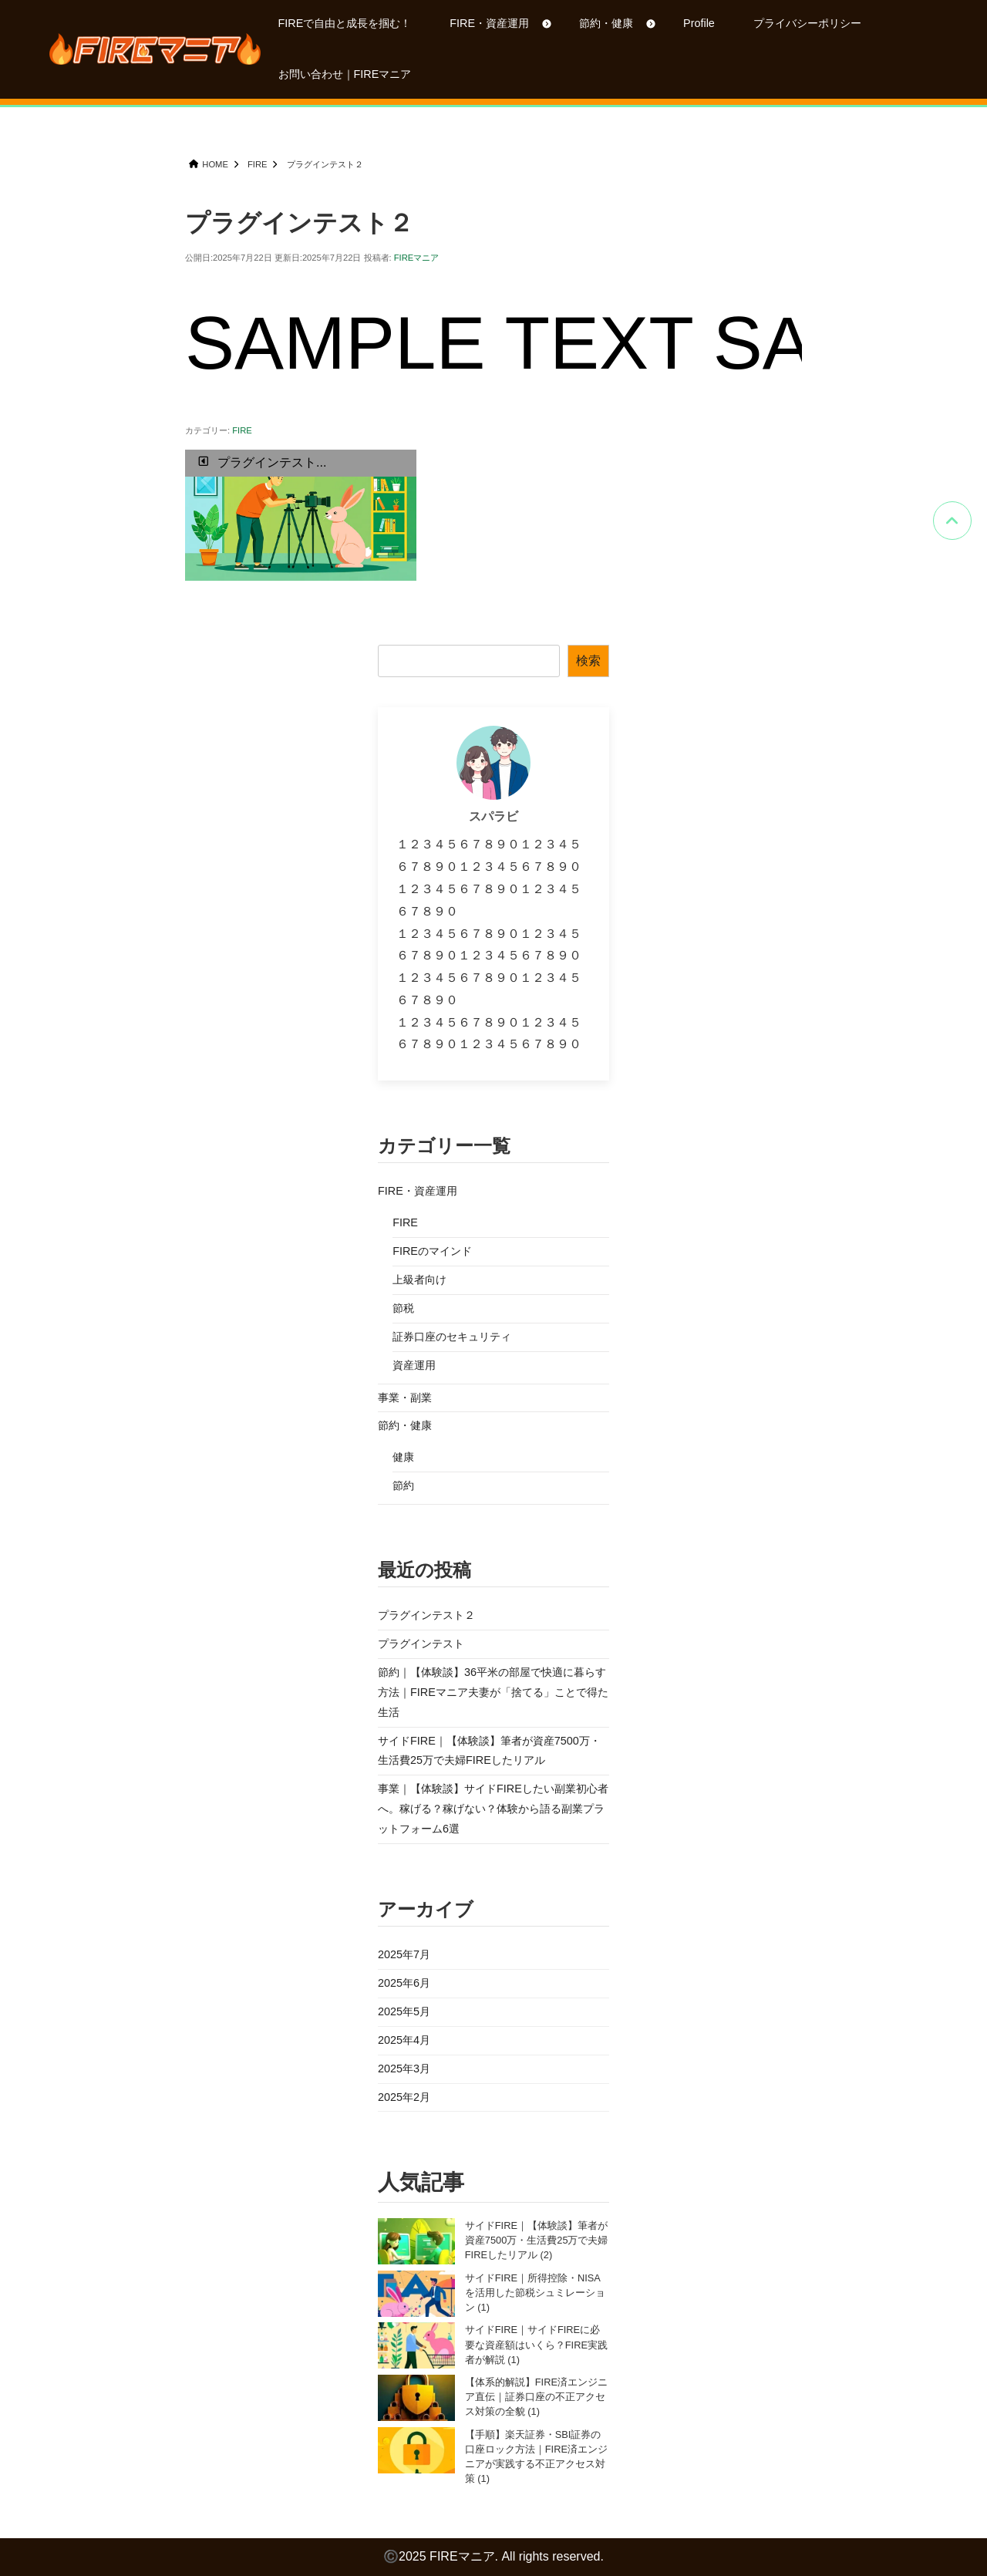 FIREマニア
FIREで自由と成長を掴む！
FIRE・資産運用
節約・健康
Profile
プライバシーポリシー
お問い合わせ｜FIREマニア
HOME
FIRE
プラグインテスト２
プラグインテスト２
公開日:2025年7月22日 更新日:2025年7月22日 投稿者: FIREマニア
SAMPLE TEXT SA
カテゴリー: FIRE
プラグインテスト...
検索
スパラビ
１２３４５６７８９０１２３４５
６７８９０１２３４５６７８９０
１２３４５６７８９０１２３４５
６７８９０
１２３４５６７８９０１２３４５
６７８９０１２３４５６７８９０
１２３４５６７８９０１２３４５
６７８９０
１２３４５６７８９０１２３４５
６７８９０１２３４５６７８９０
カテゴリー一覧
FIRE・資産運用
FIRE
FIREのマインド
上級者向け
節税
証券口座のセキュリティ
資産運用
事業・副業
節約・健康
健康
節約
最近の投稿
プラグインテスト２
プラグインテスト
節約｜【体験談】36平米の部屋で快適に暮らす
方法｜FIREマニア夫妻が「捨てる」ことで得た
生活
サイドFIRE｜【体験談】筆者が資産7500万・
生活費25万で夫婦FIREしたリアル
事業｜【体験談】サイドFIREしたい副業初心者
へ。稼げる？稼げない？体験から語る副業プラ
ットフォーム6選
アーカイブ
2025年7月
2025年6月
2025年5月
2025年4月
2025年3月
2025年2月
人気記事
サイドFIRE｜【体験談】筆者が
資産7500万・生活費25万で夫婦
FIREしたリアル (2)
サイドFIRE｜所得控除・NISA
を活用した節税シュミレーショ
ン (1)
サイドFIRE｜サイドFIREに必
要な資産額はいくら？FIRE実践
者が解説 (1)
【体系的解説】FIRE済エンジニ
ア直伝｜証券口座の不正アクセ
ス対策の全貌 (1)
【手順】楽天証券・SBI証券の
口座ロック方法｜FIRE済エンジ
ニアが実践する不正アクセス対
策 (1)
©2025 FIREマニア. All rights reserved.